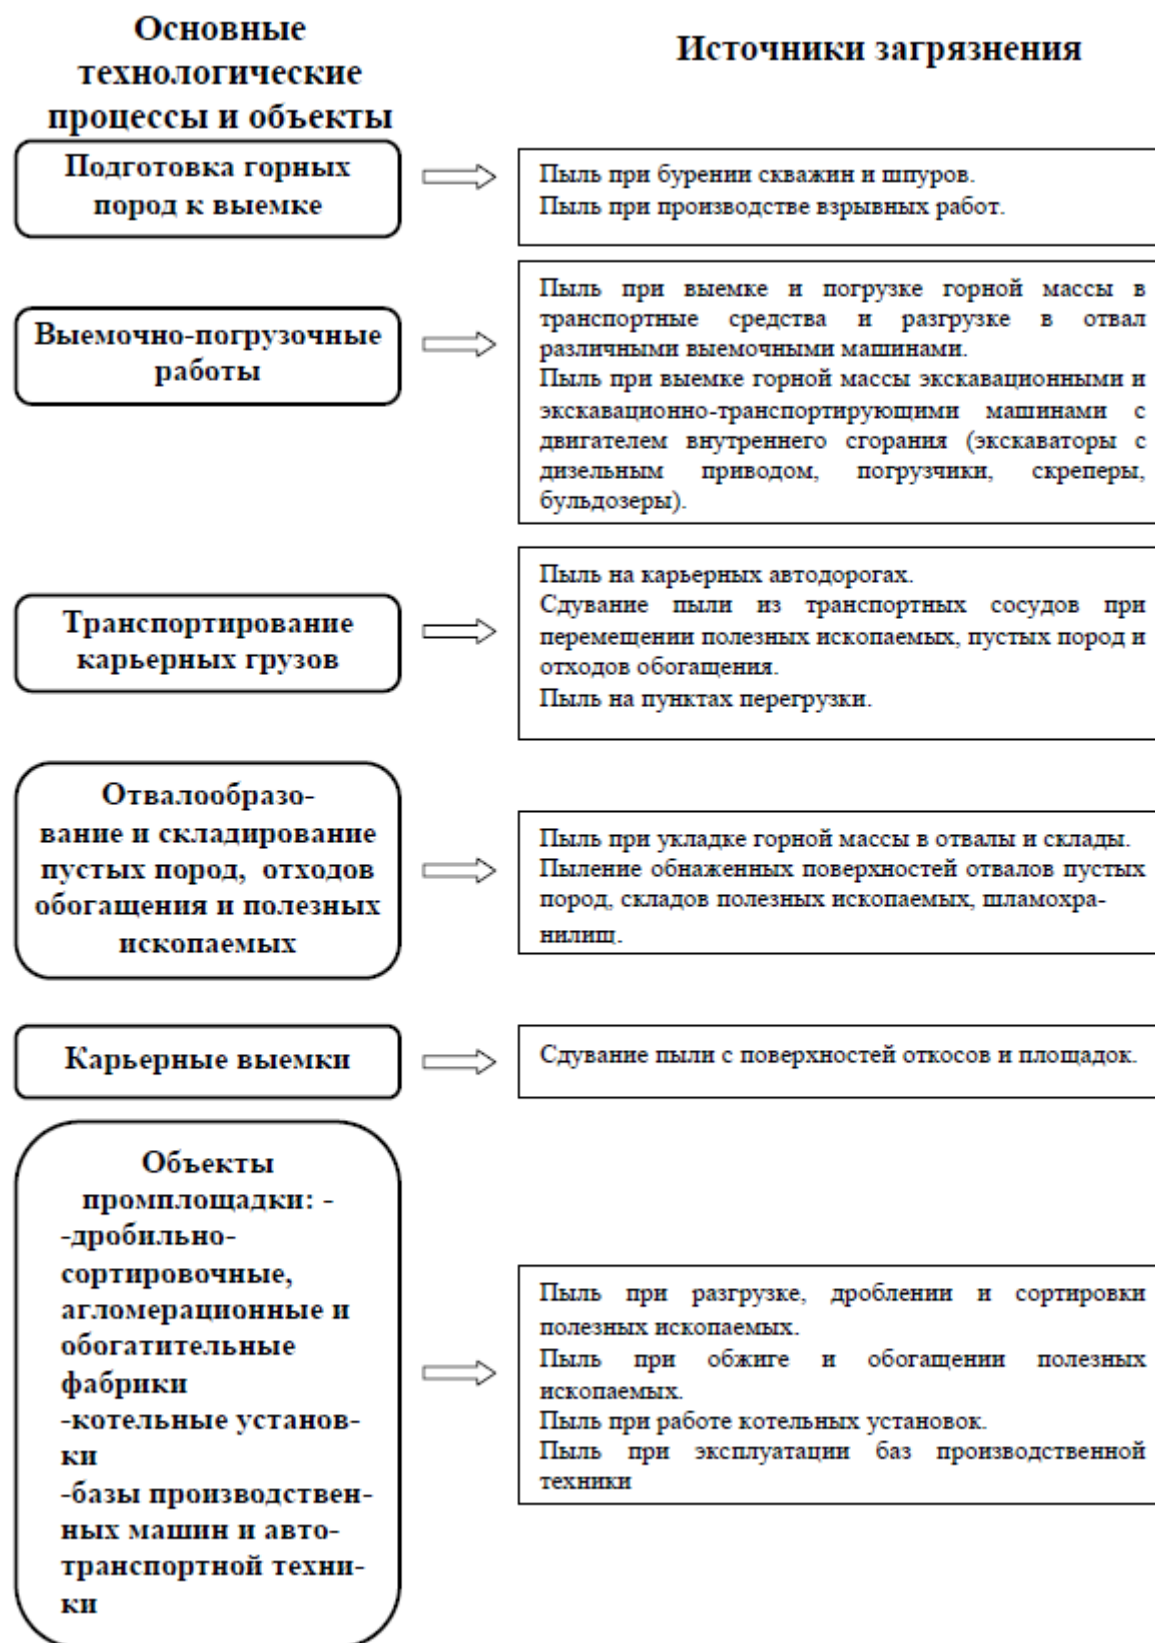 Основные
технологические
процессы и объекты
Источники загрязнения
Подготовка горных
пород к выемке
Пыль при бурении скважин и шпуров.
Пыль при производстве взрывных работ.
Выемочно-погрузочные
работы
Пыль при выемке и погрузке горной массы в
транспортные средства и разгрузке в отвал
различными выемочными машинами.
Пыль при выемке горной массы экскавационными и
экскавационно-транспортирующими машинами с
двигателем внутреннего сгорания (экскаваторы с
дизельным приводом, погрузчики, скреперы,
бульдозеры).
Транспортирование
карьерных грузов
Пыль на карьерных автодорогах.
Сдувание пыли из транспортных сосудов при
перемещении полезных ископаемых, пустых пород и
отходов обогащения.
Пыль на пунктах перегрузки.
Отвалообразо-
вание и складирование
пустых пород, отходов
обогащения и полезных
ископаемых
Пыль при укладке горной массы в отвалы и склады.
Пыление обнаженных поверхностей отвалов пустых
пород, складов полезных ископаемых, шламохра-
нилищ.
Карьерные выемки
Сдувание пыли с поверхностей откосов и площадок.
Объекты
промплощадки: -
-дробильно-
сортировочные,
агломерационные и
обогатительные
фабрики
-котельные установ-
ки
-базы производствен-
ных машин и авто-
транспортной техни-
ки
Пыль при разгрузке, дроблении и сортировки
полезных ископаемых.
Пыль при обжиге и обогащении полезных
ископаемых.
Пыль при работе котельных установок.
Пыль при эксплуатации баз производственной
техники